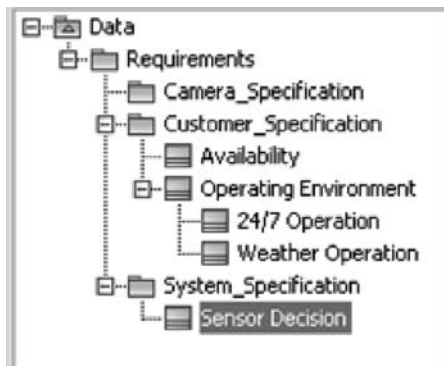 Data
Requirements
Camera_Specification
Customer_Specification
Availability
Operating Environment
24/7 Operation
Weather Operation
System_Specification
Sensor Decision